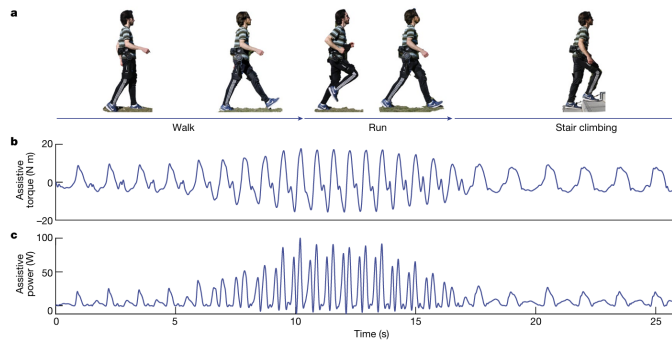 a
Walk
Run
Stair climbing
b
Assistive
torque (N m)
20
0
–20
c
Assistive
power (W)
100
50
0
0
5
10
15
20
25
Time (s)